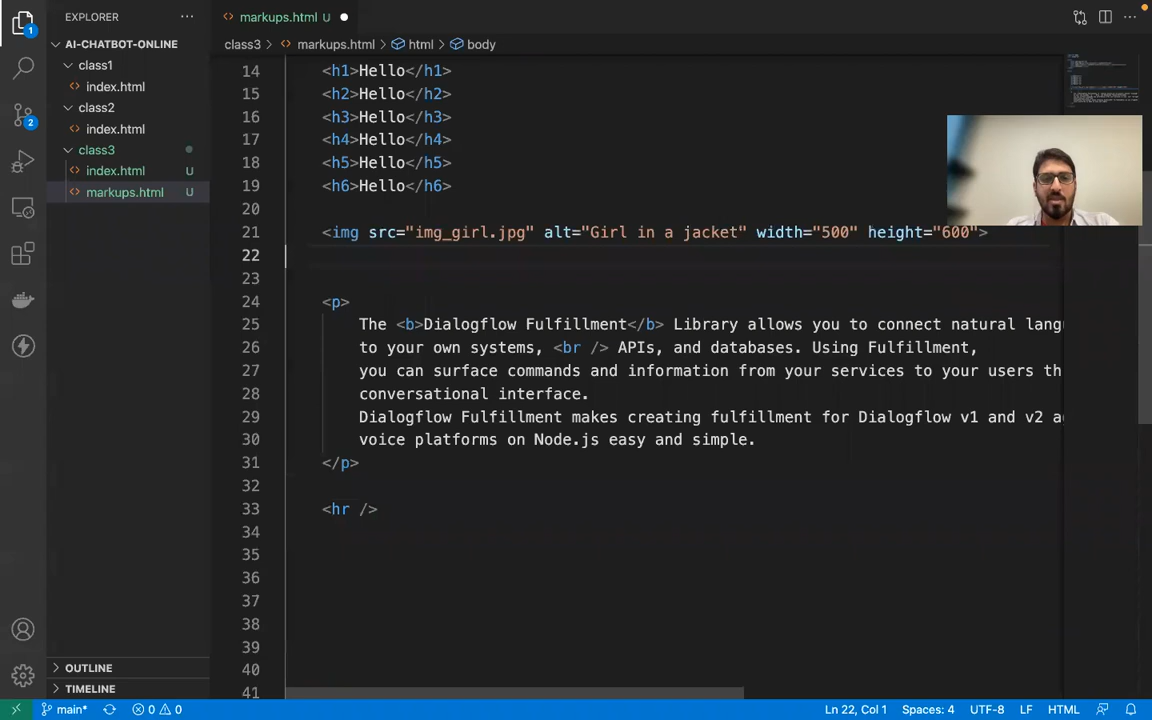 EXPLORER
markups.html U
AI-CHATBOT-ONLINE
class3 > markups.html > html > body
class1
index.html
class2
index.html
class3
index.html U
markups.html U
1
2
14 <h1>Hello</h1>
15 <h2>Hello</h2>
16 <h3>Hello</h3>
17 <h4>Hello</h4>
18 <h5>Hello</h5>
19 <h6>Hello</h6>
20
21 <img src="img_girl.jpg" alt="Girl in a jacket" width="500" height="600">
22
23
24 <p>
25 The <b>Dialogflow Fulfillment</b> Library allows you to connect natural lang
26 to your own systems, <br /> APIs, and databases. Using Fulfillment,
27 you can surface commands and information from your services to your users th
28 conversational interface.
29 Dialogflow Fulfillment makes creating fulfillment for Dialogflow v1 and v2 a
30 voice platforms on Node.js easy and simple.
31 </p>
32
33 <hr />
34
35
36
37
38
39
40
41
OUTLINE
TIMELINE
main* 0 0 Ln 22, Col 1 Spaces: 4 UTF-8 LF HTML